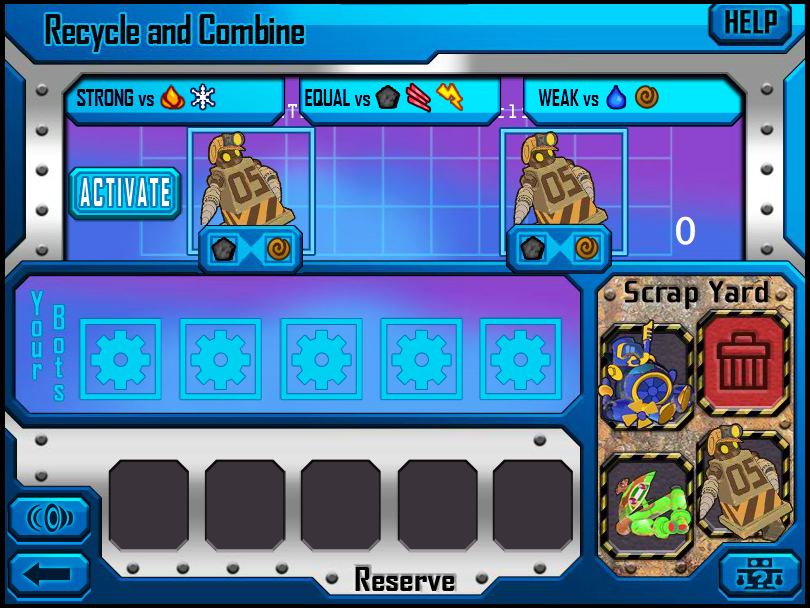 Recycle and Combine
HELP
STRONG vs
EQUAL vs
WEAK vs
ACTIVATE
05
05
0
Your
Bots
Scrap Yard
05
Reserve
?